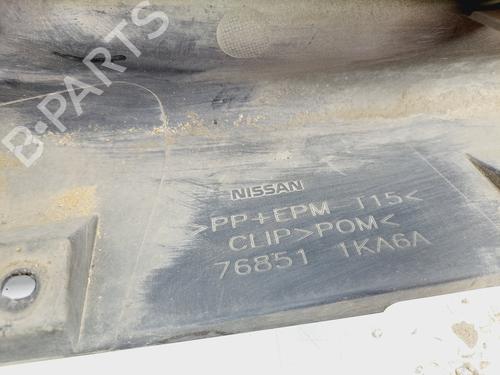 B-PARTS
NISSAN
>PP+EPM T15<
CLIP>POM<
76851 1KA6A